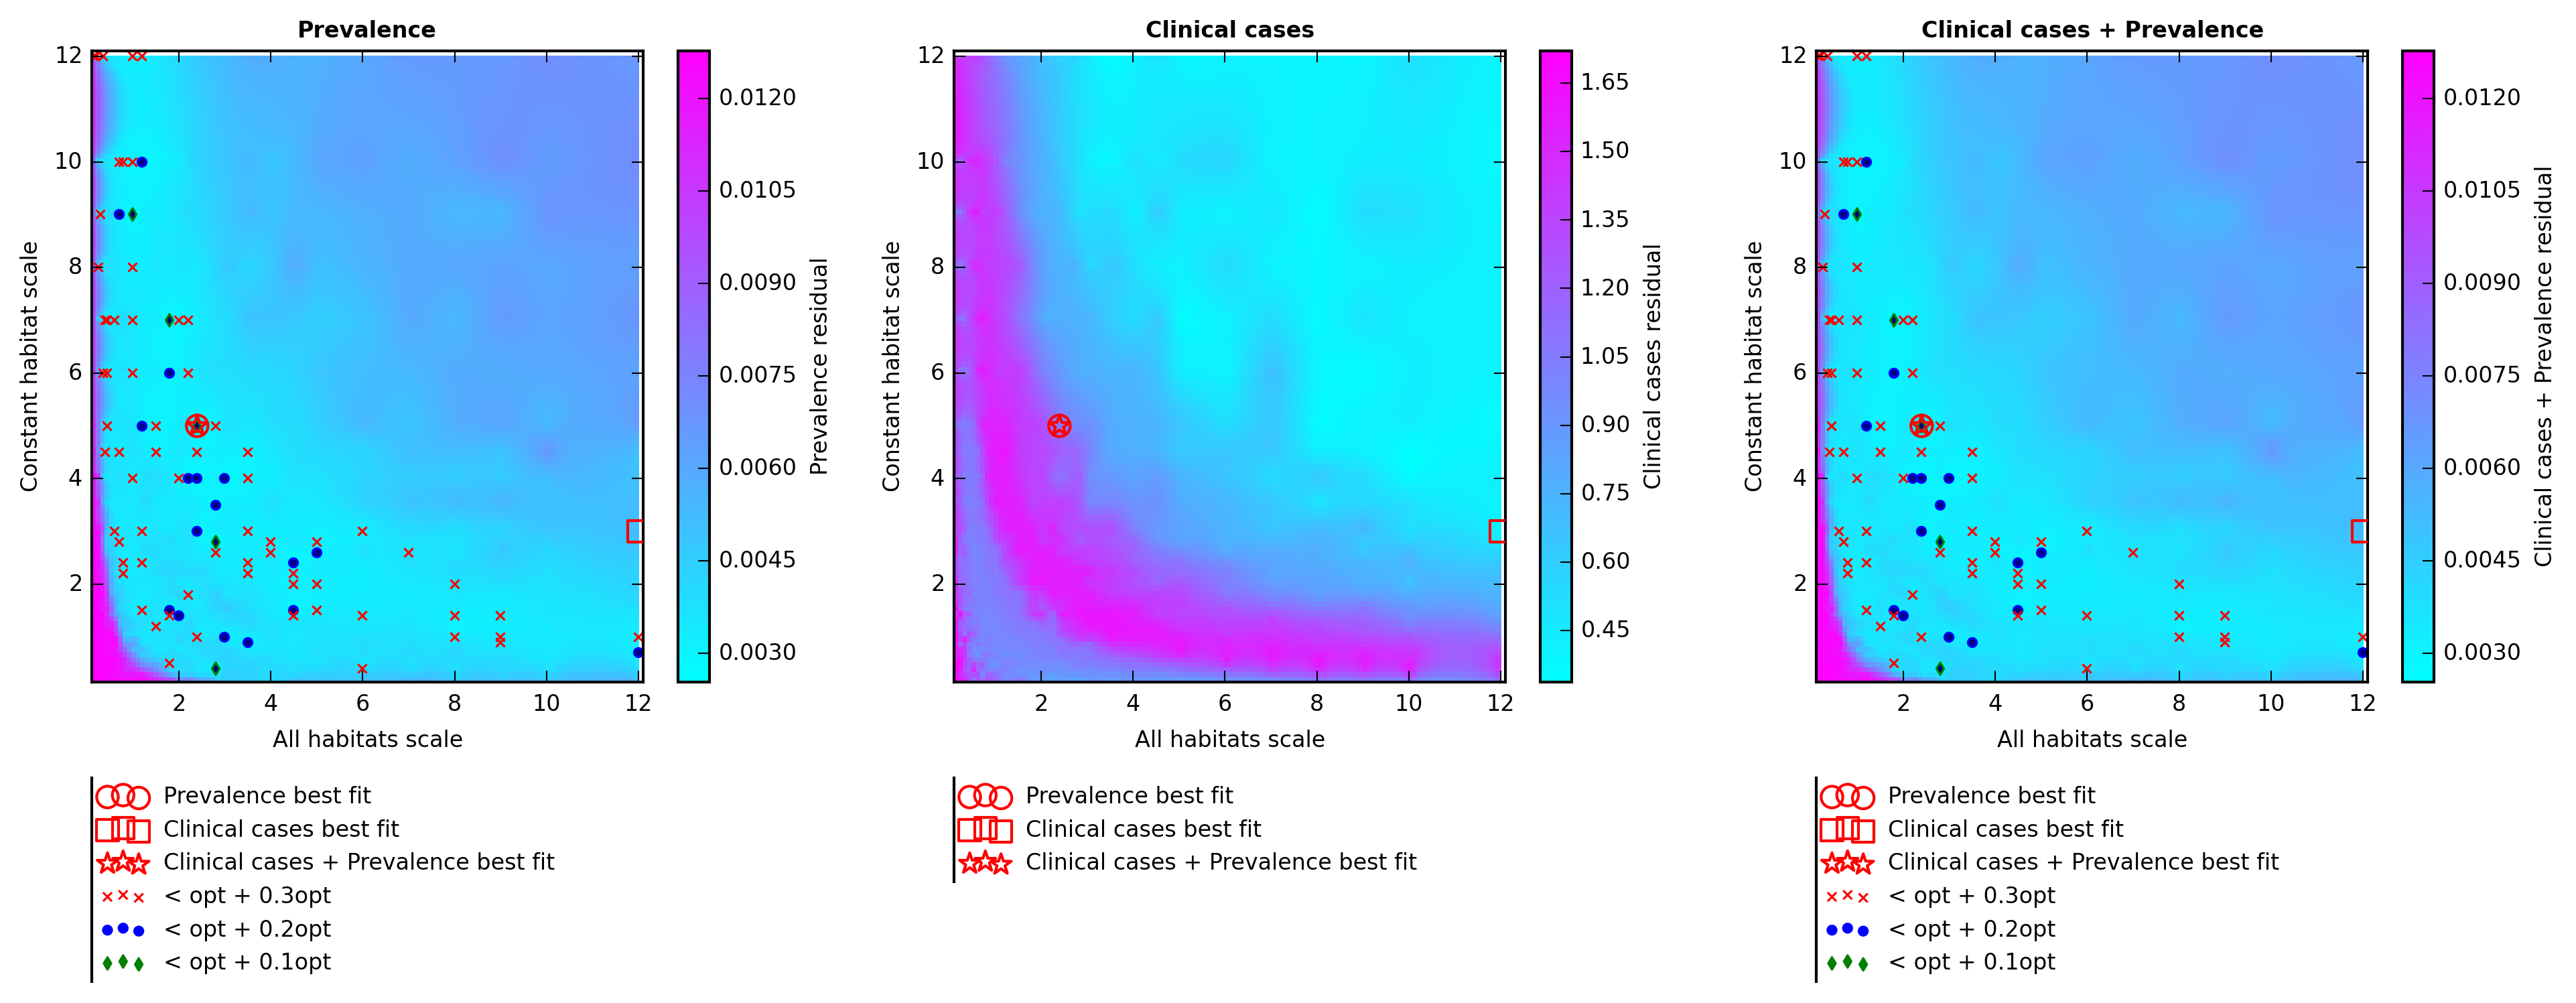 Prevalence
12
10
8
6
4
2
2 4 6 8 10 12
Constant habitat scale
All habitats scale
0.0120
0.0105
0.0090
0.0075
0.0060
0.0045
0.0030
Prevalence residual
Prevalence best fit
Clinical cases best fit
Clinical cases + Prevalence best fit
< opt + 0.3opt
< opt + 0.2opt
< opt + 0.1opt
Clinical cases
12
10
8
6
4
2
2 4 6 8 10 12
Constant habitat scale
All habitats scale
1.65
1.50
1.35
1.20
1.05
0.90
0.75
0.60
0.45
Clinical cases residual
Prevalence best fit
Clinical cases best fit
Clinical cases + Prevalence best fit
Clinical cases + Prevalence
12
10
8
6
4
2
2 4 6 8 10 12
Constant habitat scale
All habitats scale
0.0120
0.0105
0.0090
0.0075
0.0060
0.0045
0.0030
Clinical cases + Prevalence residual
Prevalence best fit
Clinical cases best fit
Clinical cases + Prevalence best fit
< opt + 0.3opt
< opt + 0.2opt
< opt + 0.1opt